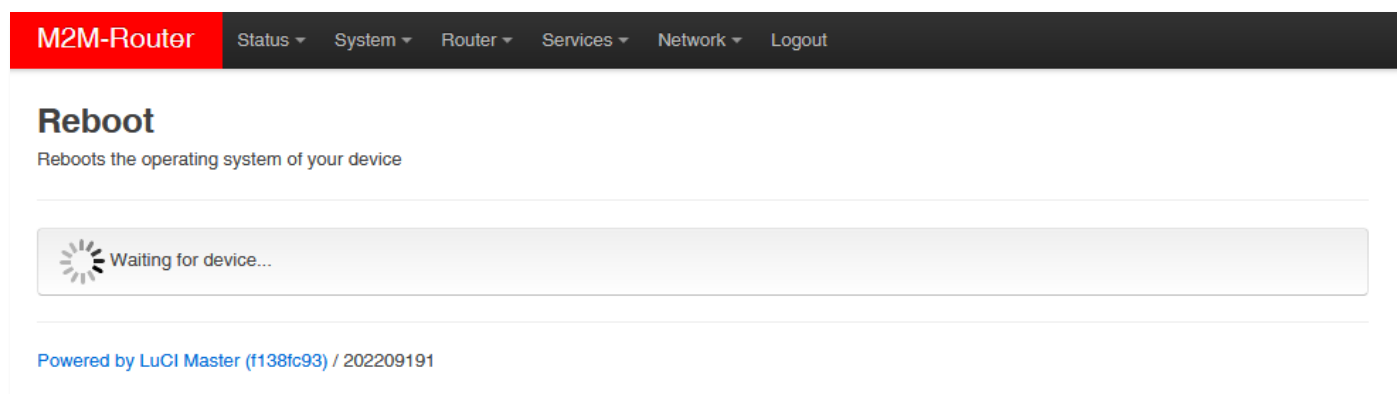 M2M-Router Status System Router Services Network Logout
Reboot
Reboots the operating system of your device
Waiting for device...
Powered by LuCI Master (f138fc93) / 202209191